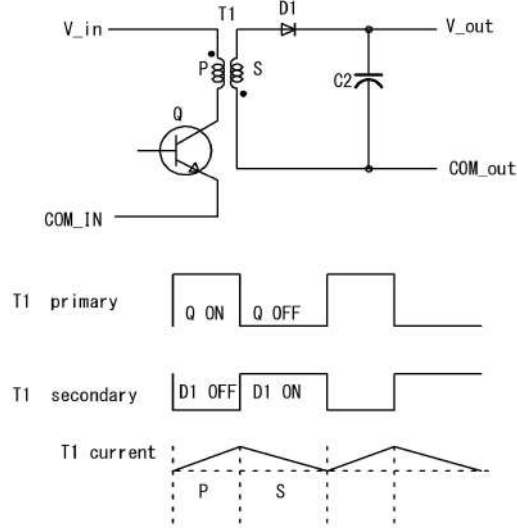 T1 D1
V_in V_out
P S
C2
Q
COM_out
COM_IN
T1 primary
Q ON Q OFF
T1 secondary
D1 OFF D1 ON
T1 current
P S